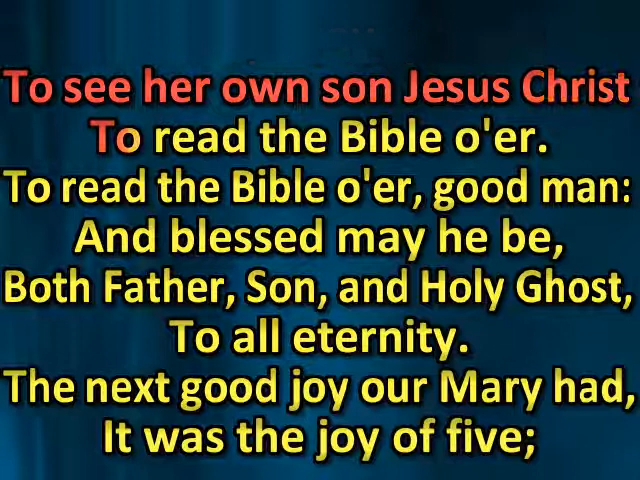 To see her own son Jesus Christ
To read the Bible o'er.
To read the Bible o'er, good man:
And blessed may he be,
Both Father, Son, and Holy Ghost,
To all eternity.
The next good joy our Mary had,
It was the joy of five;